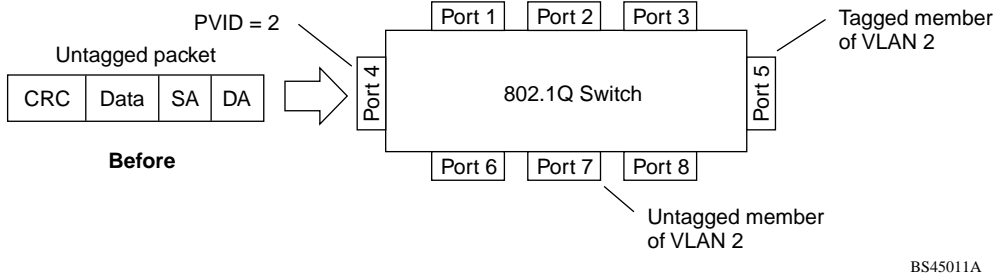 PVID = 2
Port 1
Port 2
Port 3
Tagged member
of VLAN 2
Untagged packet
CRC
Data
SA
DA
Port 4
802.1Q Switch
Port 5
Before
Port 6
Port 7
Port 8
Untagged member
of VLAN 2
BS45011A